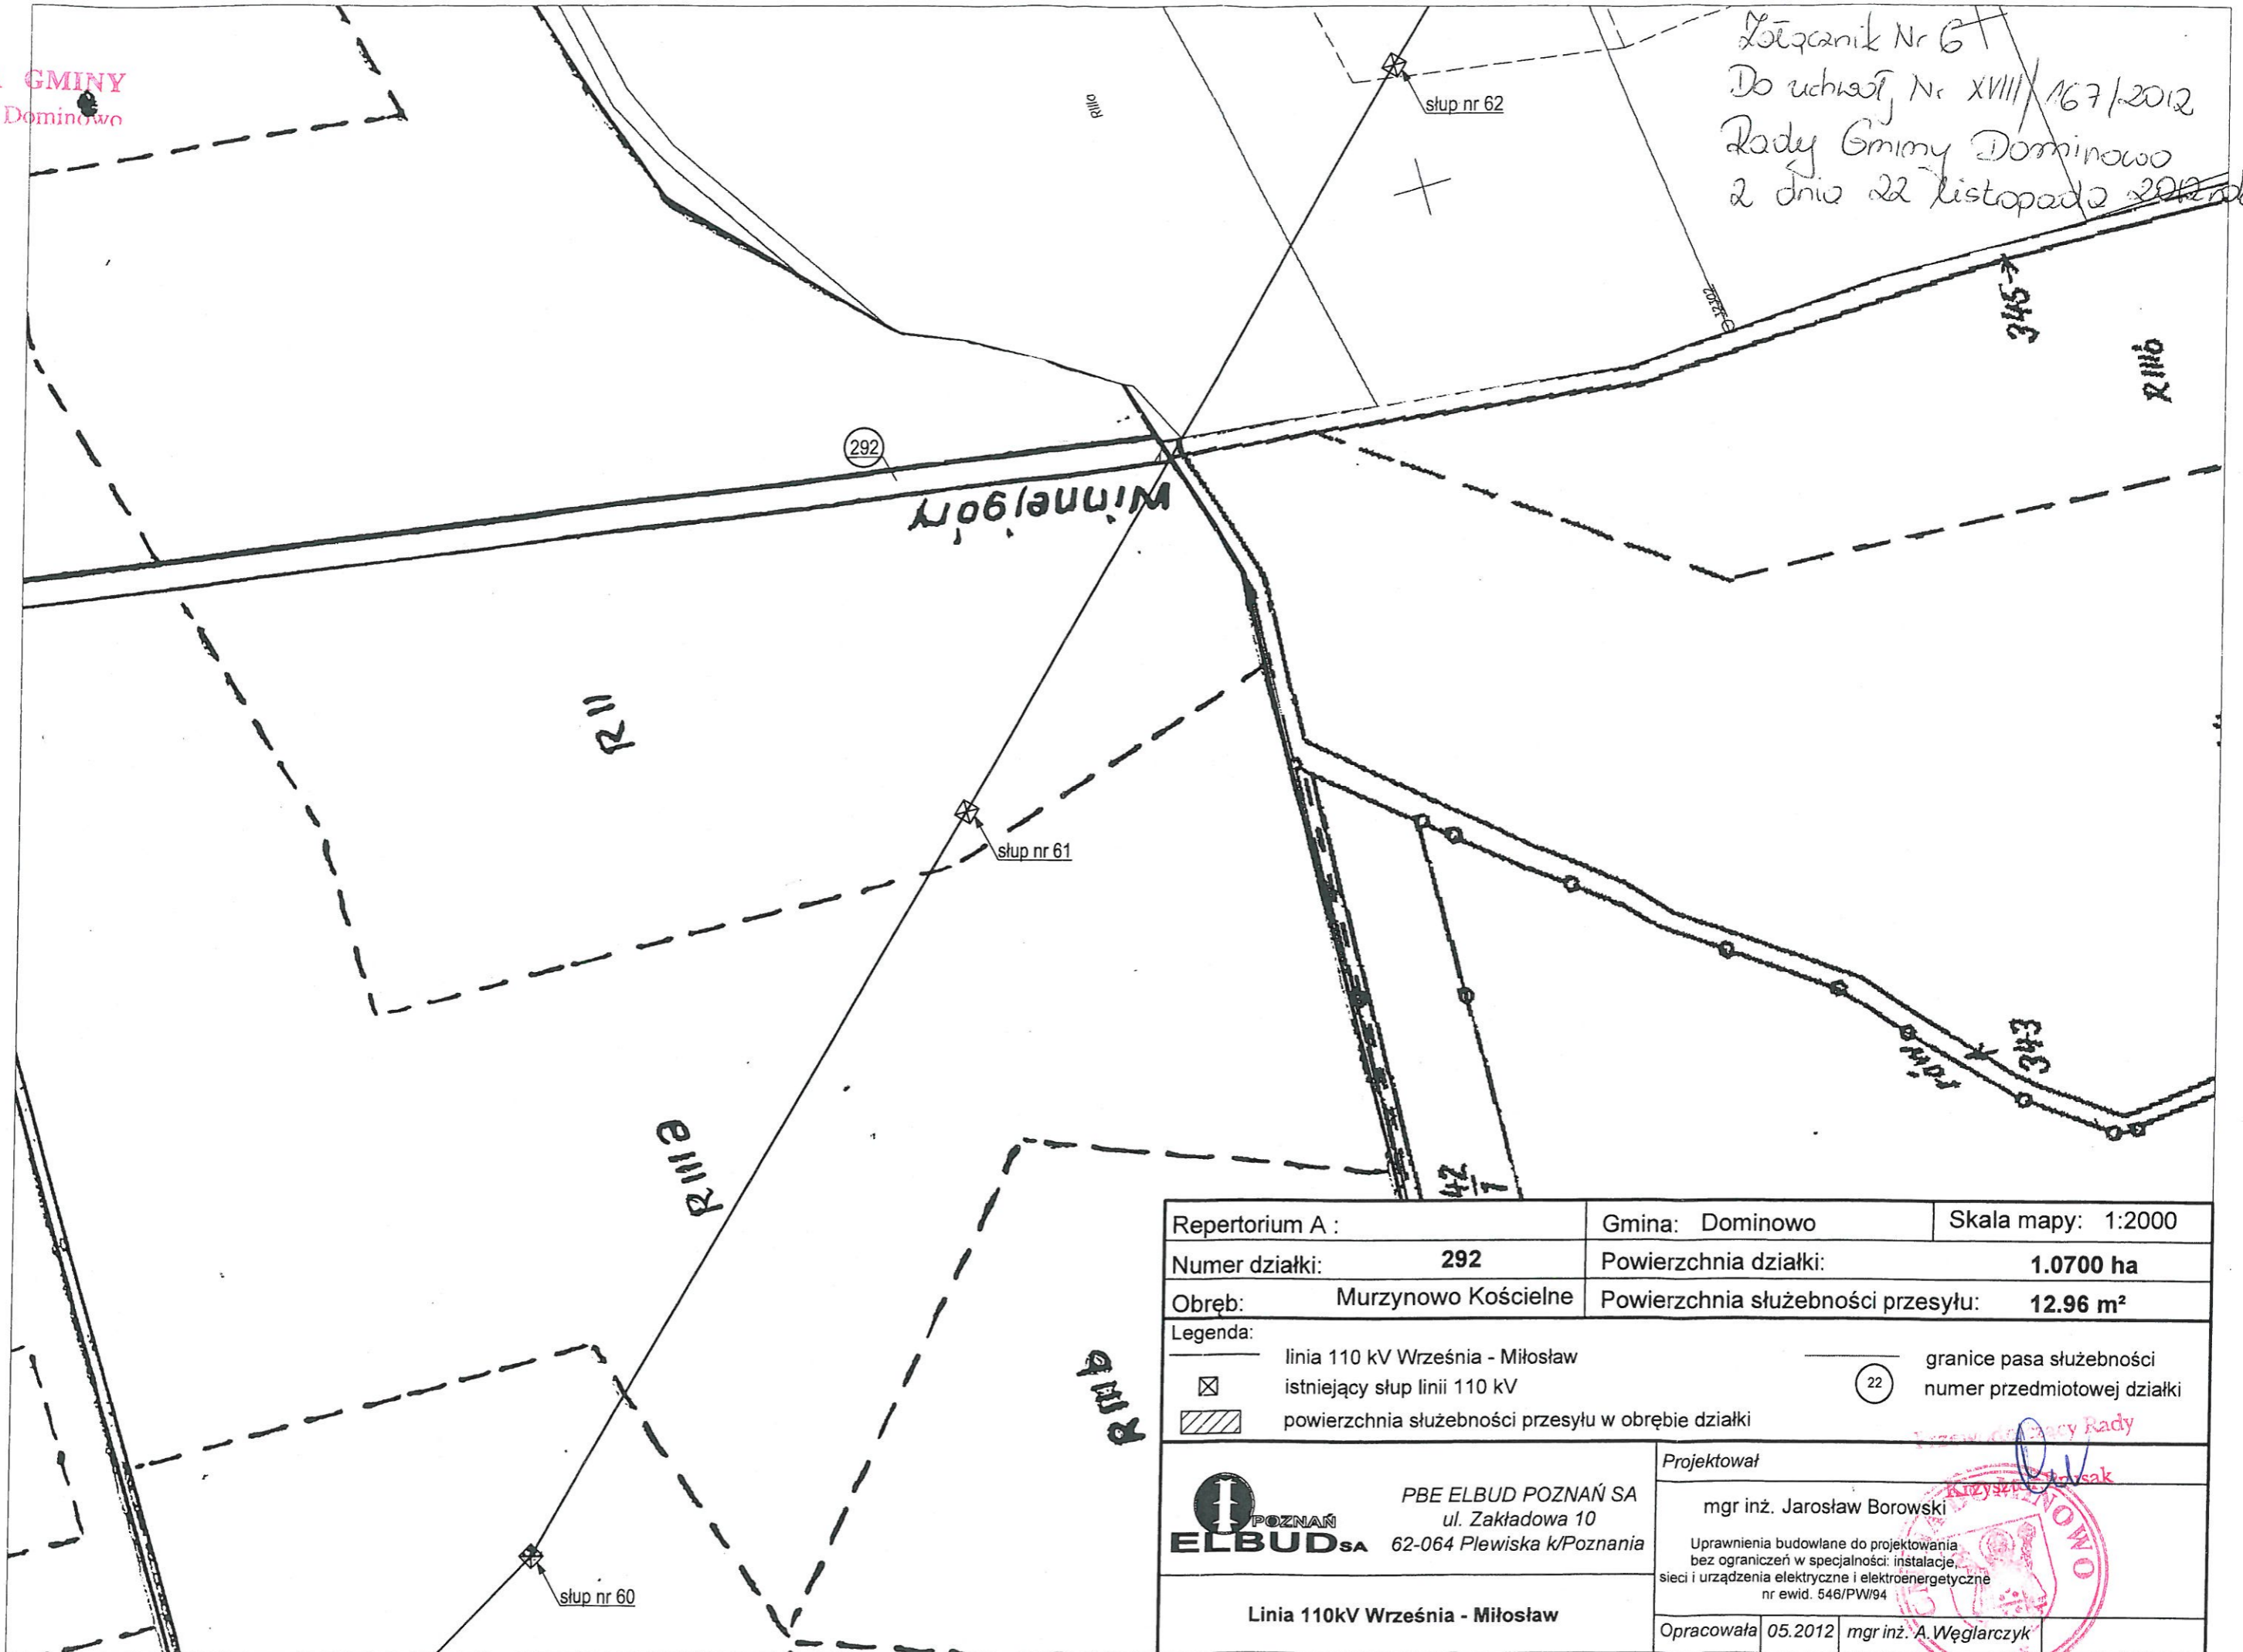 GMINY
Dominowo
Załącznik Nr 6
Do uchwały Nr XVIII/167/2012
Rady Gminy Dominowo
z dnia 22 listopada 2012
słup nr 62
RIIIa
345
RIIIb
292
Winnejgóry
RII
słup nr 61
RIIIa
343
rów
42
1
RIIIb
słup nr 60
Repertorium A :
Gmina: Dominowo
Skala mapy: 1:2000
Numer działki: 292
Powierzchnia działki: 1.0700 ha
Obręb: Murzynowo Kościelne
Powierzchnia służebności przesyłu: 12.96 m²
Legenda:
linia 110 kV Września - Miłosław
granice pasa służebności
istniejący słup linii 110 kV
22 numer przedmiotowej działki
powierzchnia służebności przesyłu w obrębie działki
Rady
POZNAŃ
ELBUD SA
PBE ELBUD POZNAŃ SA
ul. Zakładowa 10
62-064 Plewiska k/Poznania
Linia 110kV Września - Miłosław
Projektował
mgr inż. Jarosław Borowski
Uprawnienia budowlane do projektowania
bez ograniczeń w specjalności: instalacje,
sieci i urządzenia elektryczne i elektroenergetyczne
nr ewid. 546/PW/94
Opracowała 05.2012 mgr inż. A.Węglarczyk